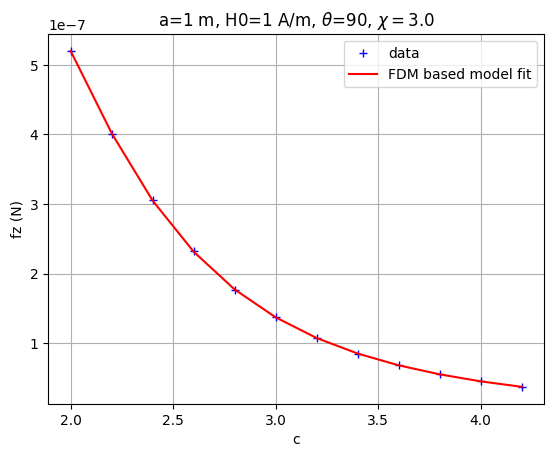 a=1 m, H0=1 A/m, θ=90, χ = 3.0
1e−7
data
FDM based model fit
5
4
3
2
1
fz (N)
2.0 2.5 3.0 3.5 4.0
c